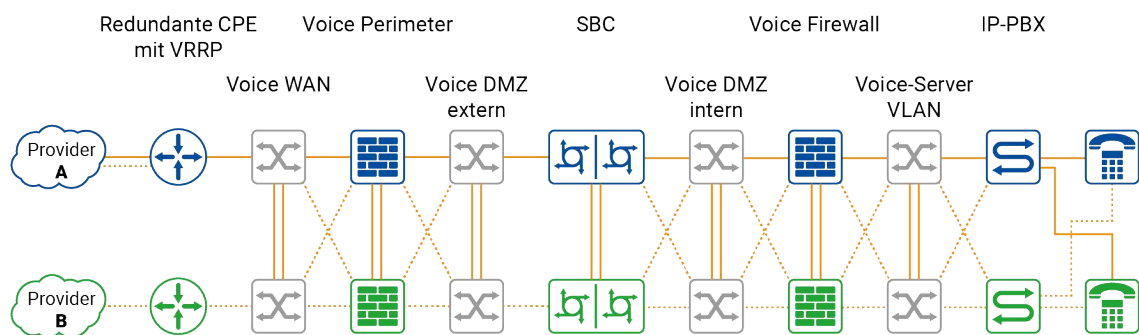 Redundante CPE
mit VRRP
Voice Perimeter
SBC
Voice Firewall
IP-PBX
Voice WAN
Voice DMZ
extern
Voice DMZ
intern
Voice-Server
VLAN
Provider
A
Provider
B